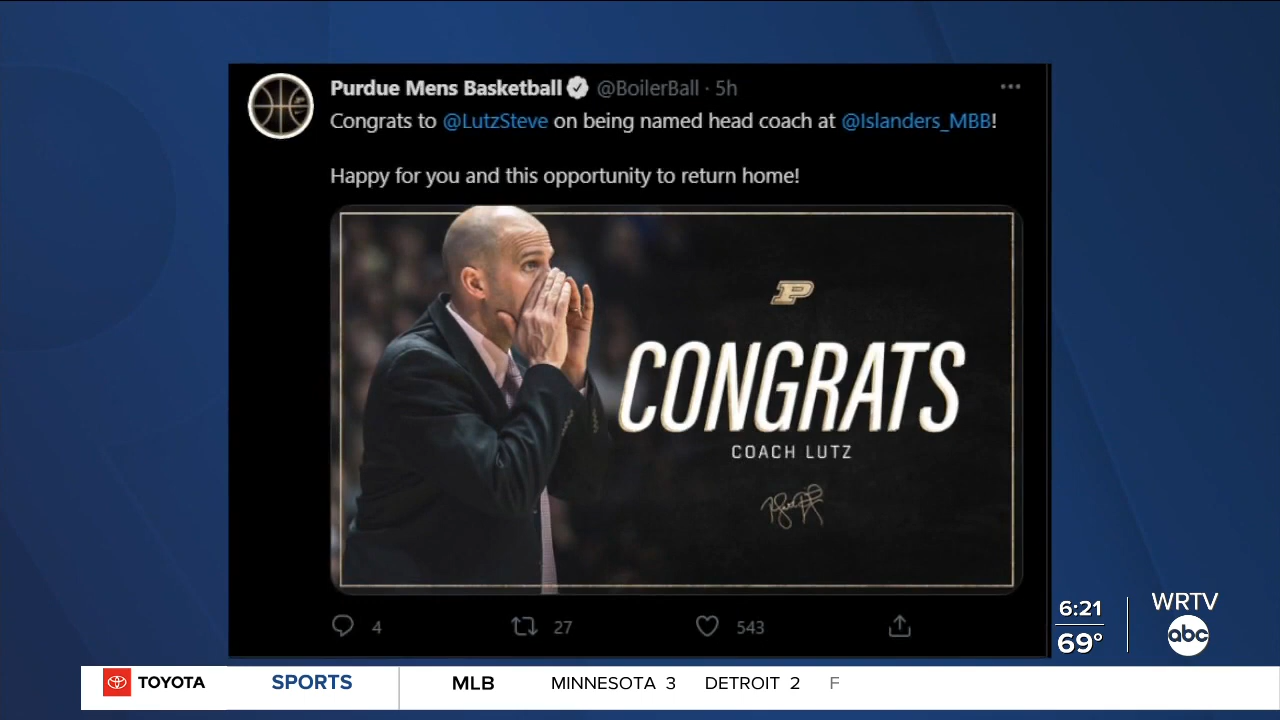 Purdue Mens Basketball @BoilerBall · 5h
Congrats to @LutzSteve on being named head coach at @Islanders_MBB!
Happy for you and this opportunity to return home!
P
CONGRATS
COACH LUTZ
4 27 543
6:21
69°
WRTV
abc
TOYOTA SPORTS MLB MINNESOTA 3 DETROIT 2 F